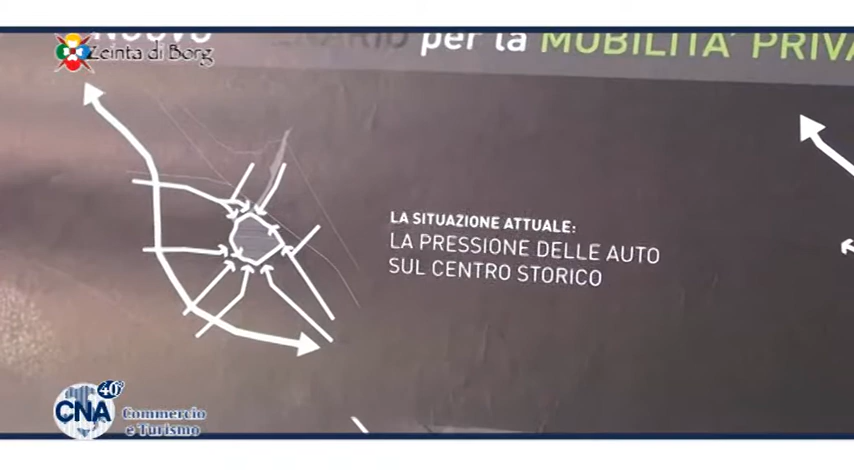 Zeinta di Borg
NUOVO per la MOBILITA' PRIVA
LA SITUAZIONE ATTUALE:
LA PRESSIONE DELLE AUTO
SUL CENTRO STORICO
40°
CNA Commercio
e Turismo